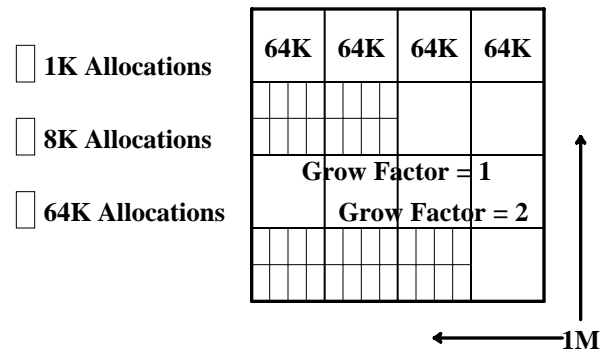 64K 64K 64K 64K
1K Allocations
8K Allocations
Grow Factor = 1
64K Allocations
Grow Factor = 2
1M